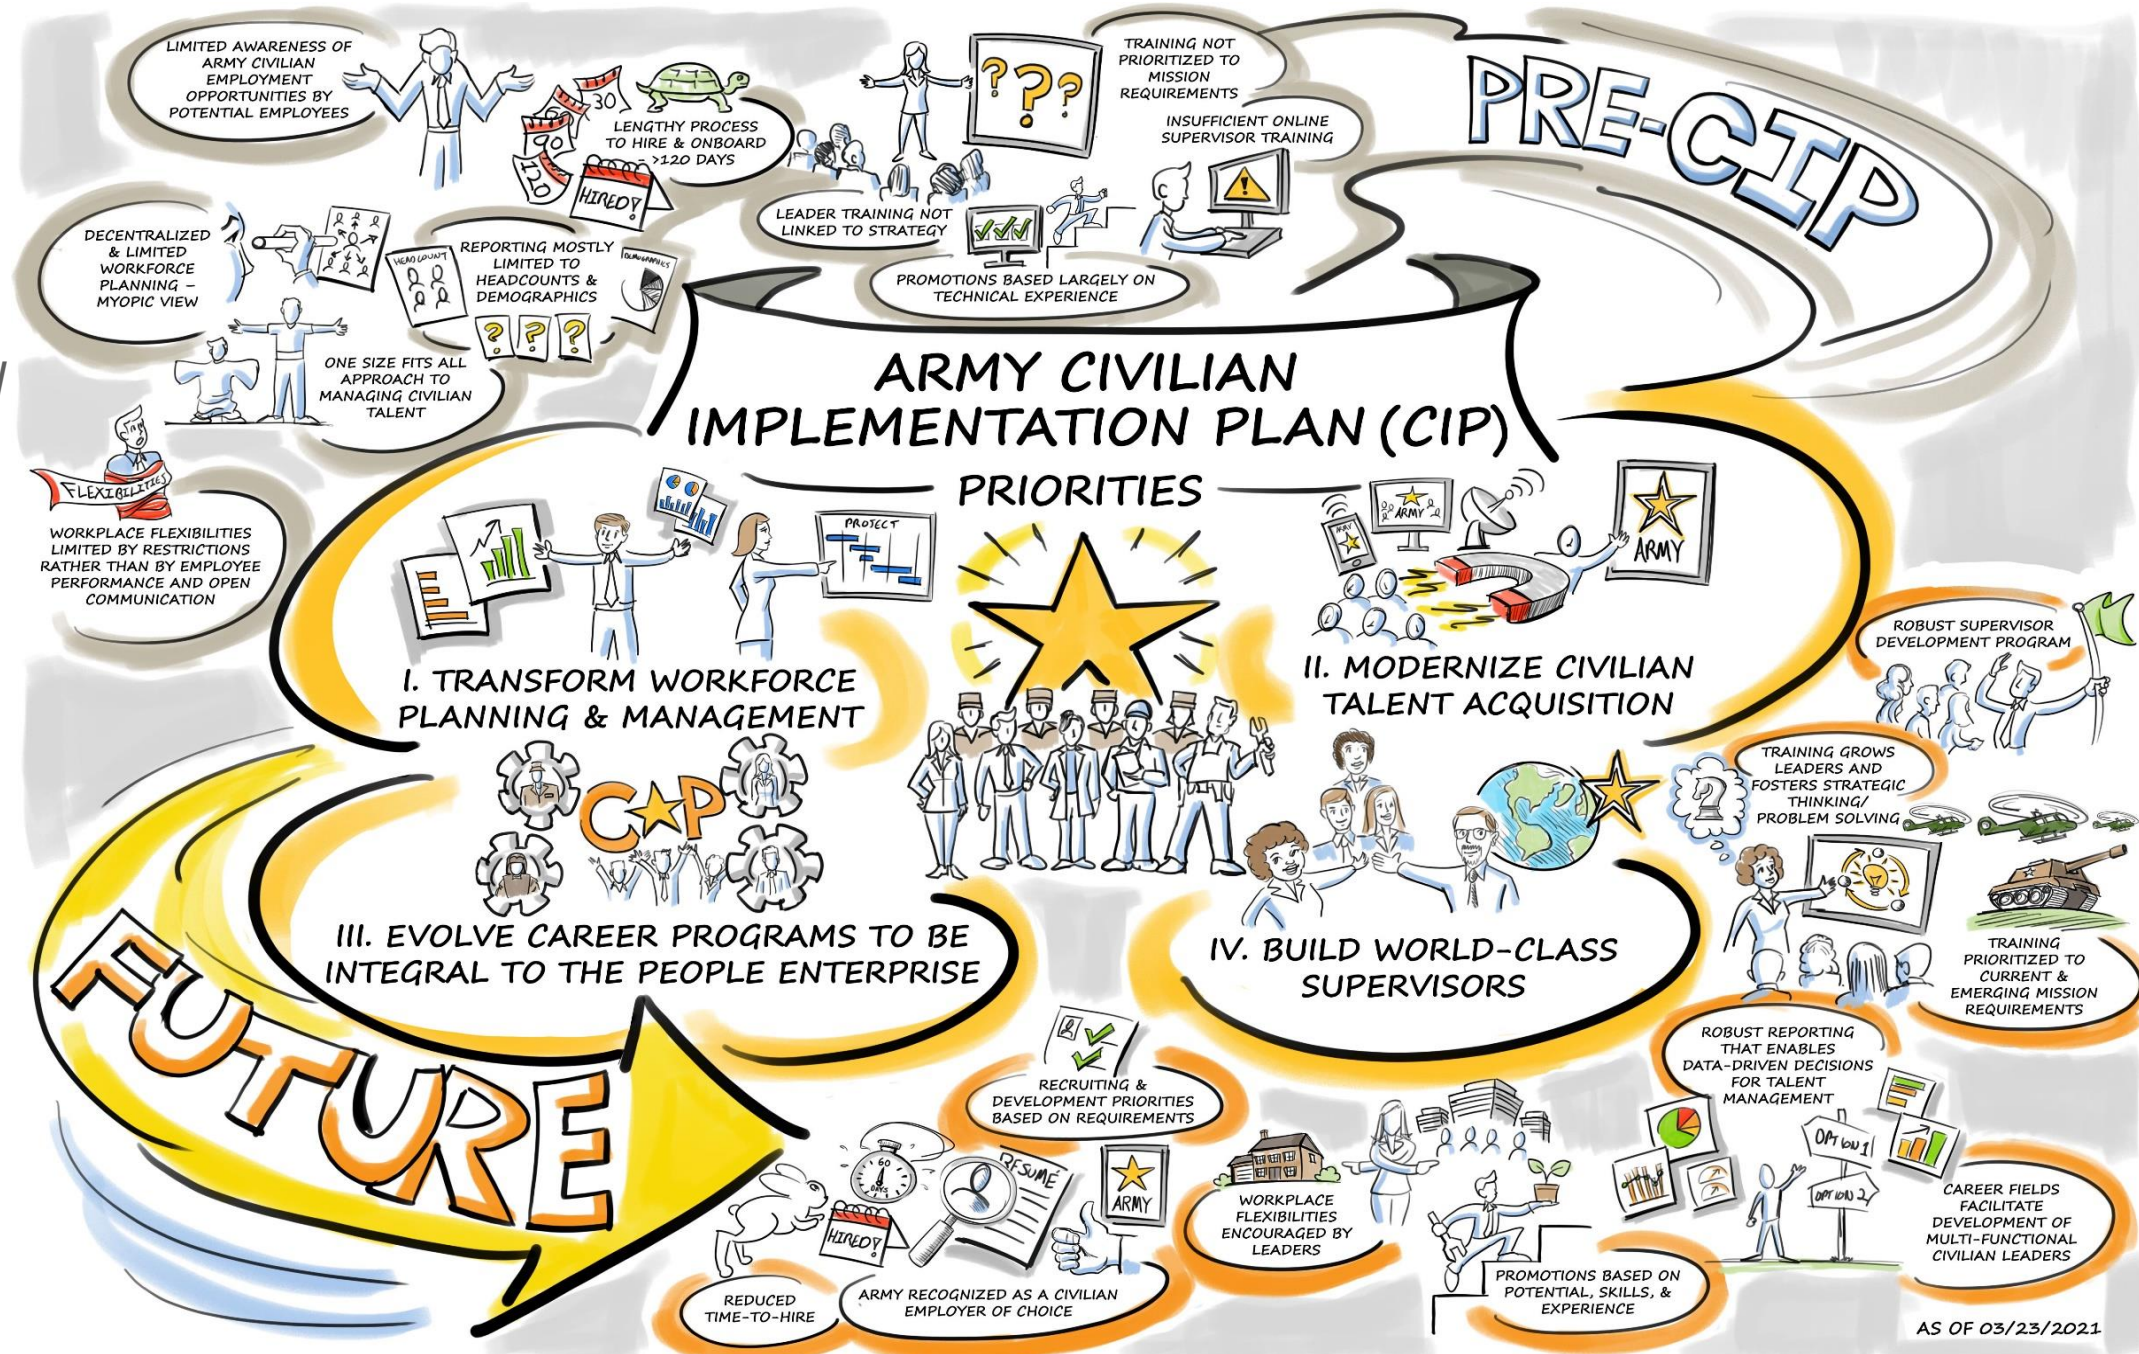 LIMITED AWARENESS OF
ARMY CIVILIAN
EMPLOYMENT
OPPORTUNITIES BY
POTENTIAL EMPLOYEES
30
90
120
HIRED!
LENGTHY PROCESS
TO HIRE & ONBOARD
- >120 DAYS
???
TRAINING NOT
PRIORITIZED TO
MISSION
REQUIREMENTS
INSUFFICIENT ONLINE
SUPERVISOR TRAINING
!
LEADER TRAINING NOT
LINKED TO STRATEGY
PROMOTIONS BASED LARGELY ON
TECHNICAL EXPERIENCE
PRE-CIP
DECENTRALIZED
& LIMITED
WORKFORCE
PLANNING –
MYOPIC VIEW
HEADCOUNT
REPORTING MOSTLY
LIMITED TO
HEADCOUNTS &
DEMOGRAPHICS
DEMOGRAPHICS
? ? ?
ONE SIZE FITS ALL
APPROACH TO
MANAGING CIVILIAN
TALENT
FLEXIBILITIES
WORKPLACE FLEXIBILITIES
LIMITED BY RESTRICTIONS
RATHER THAN BY EMPLOYEE
PERFORMANCE AND OPEN
COMMUNICATION
ARMY CIVILIAN
IMPLEMENTATION PLAN (CIP)
PRIORITIES
PROJECT
I. TRANSFORM WORKFORCE
PLANNING & MANAGEMENT
ARMY
ARMY
ARMY
II. MODERNIZE CIVILIAN
TALENT ACQUISITION
CP
III. EVOLVE CAREER PROGRAMS TO BE
INTEGRAL TO THE PEOPLE ENTERPRISE
IV. BUILD WORLD-CLASS
SUPERVISORS
FUTURE
ROBUST SUPERVISOR
DEVELOPMENT PROGRAM
TRAINING GROWS
LEADERS AND
FOSTERS STRATEGIC
THINKING/
PROBLEM SOLVING
TRAINING
PRIORITIZED TO
CURRENT &
EMERGING MISSION
REQUIREMENTS
ROBUST REPORTING
THAT ENABLES
DATA-DRIVEN DECISIONS
FOR TALENT
MANAGEMENT
OPTION 1
OPTION 2
CAREER FIELDS
FACILITATE
DEVELOPMENT OF
MULTI-FUNCTIONAL
CIVILIAN LEADERS
RECRUITING &
DEVELOPMENT PRIORITIES
BASED ON REQUIREMENTS
60
DAYS
HIRED!
RESUMÉ
ARMY
REDUCED
TIME-TO-HIRE
ARMY RECOGNIZED AS A CIVILIAN
EMPLOYER OF CHOICE
WORKPLACE
FLEXIBILITIES
ENCOURAGED BY
LEADERS
PROMOTIONS BASED ON
POTENTIAL, SKILLS, &
EXPERIENCE
AS OF 03/23/2021